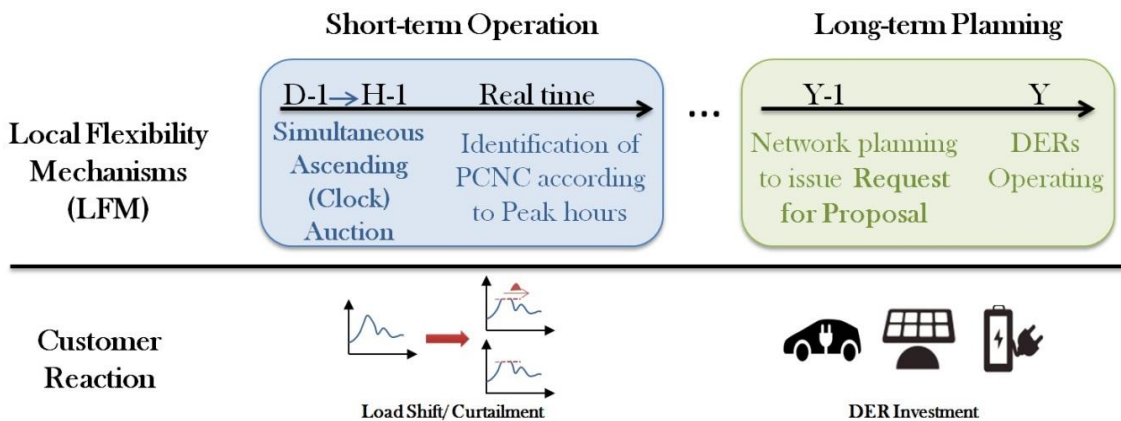 Short-term Operation
Long-term Planning
Local Flexibility
Mechanisms
(LFM)
D-1→H-1
Simultaneous
Ascending
(Clock)
Auction
Real time
Identification of
PCNC according
to Peak hours
...
Y-1
Network planning
to issue Request
for Proposal
Y
DERs
Operating
Customer
Reaction
Load Shift/ Curtailment
DER Investment